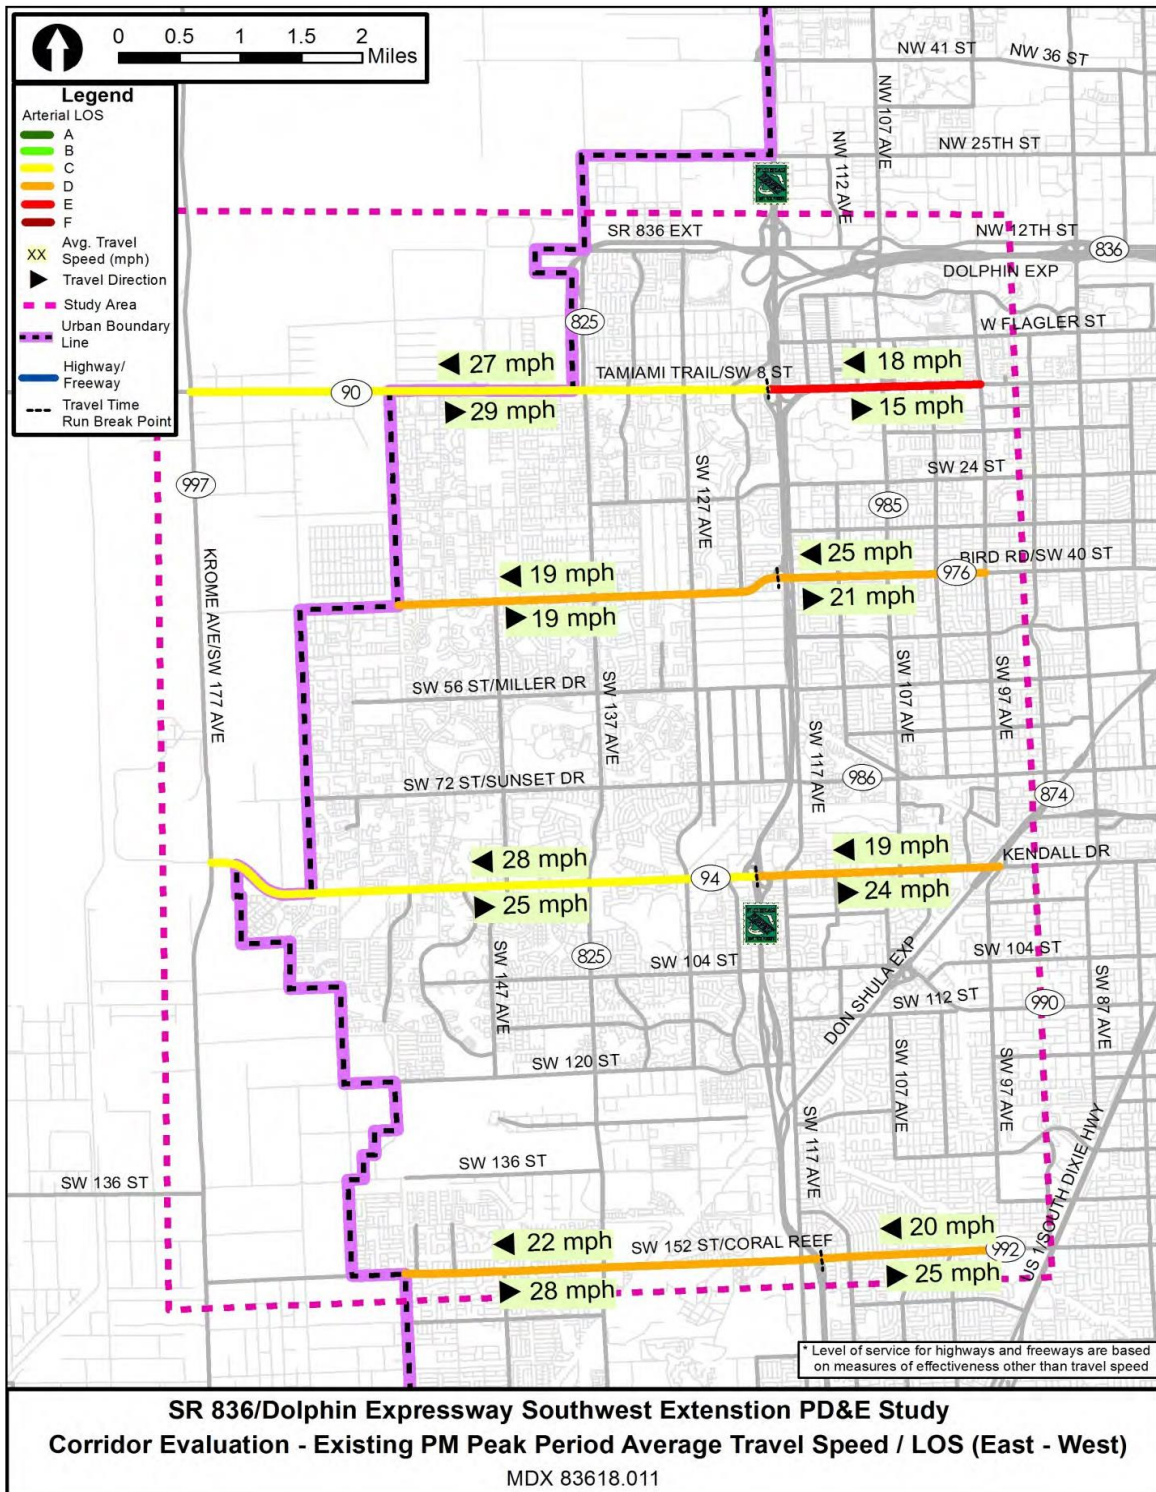 0 0.5 1 1.5 2
Miles
Legend
Arterial LOS
A
B
C
D
E
F
XX Avg. Travel
Speed (mph)
Travel Direction
Study Area
Urban Boundary
Line
Highway/
Freeway
Travel Time
Run Break Point
NW 41 ST
NW 36 ST
NW 107 AVE
NW 25TH ST
NW 112 AVE
NW 12TH ST
SR 836 EXT
836
DOLPHIN EXP
825
W FLAGLER ST
27 mph
18 mph
TAMIAMI TRAIL/SW 8 ST
90
29 mph
15 mph
SW 24 ST
997
SW 127 AVE
985
KROME AVE/SW 177 AVE
25 mph
BIRD RD/SW 40 ST
19 mph
976
21 mph
19 mph
SW 56 ST/MILLER DR
SW 137 AVE
SW 107 AVE
SW 97 AVE
SW 117 AVE
SW 72 ST/SUNSET DR
986
874
19 mph
KENDALL DR
28 mph
94
24 mph
25 mph
SW 147 AVE
825
SW 104 ST
SW 104 ST
DON SHULA EXP
SW 112 ST
990
SW 87 AVE
SW 120 ST
SW 107 AVE
SW 97 AVE
SW 117 AVE
US 1/SOUTH DIXIE HWY
SW 136 ST
SW 136 ST
20 mph
22 mph
SW 152 ST/CORAL REEF
992
25 mph
28 mph
* Level of service for highways and freeways are based
on measures of effectiveness other than travel speed
SR 836/Dolphin Expressway Southwest Extenstion PD&E Study
Corridor Evaluation - Existing PM Peak Period Average Travel Speed / LOS (East - West)
MDX 83618.011